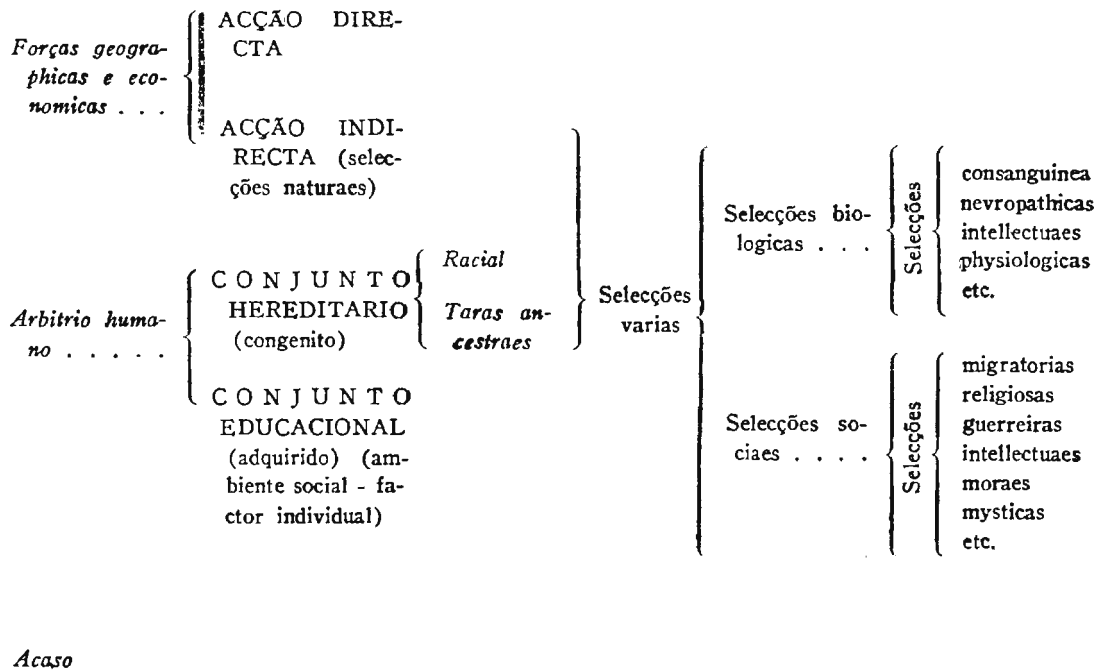 Forças geogra-
phicas e eco-
nomicas . . .
ACÇÃO DIRE-
CTA
ACÇÃO INDI-
RECTA (selec-
ções naturaes)
Arbitrio huma-
no . . . . .
CONJUNTO
HEREDITARIO
(congenito)
Racial
Taras an-
cestraes
CONJUNTO
EDUCACIONAL
(adquirido) (am-
biente social - fa-
ctor individual)
Selecções
varias
Selecções bio-
logicas . . .
Selecções
consanguinea
nevropathicas
intellectuaes
physiologicas
etc.
Selecções so-
ciaes . . . .
Selecções
migratorias
religiosas
guerreiras
intellectuaes
moraes
mysticas
etc.
Acaso